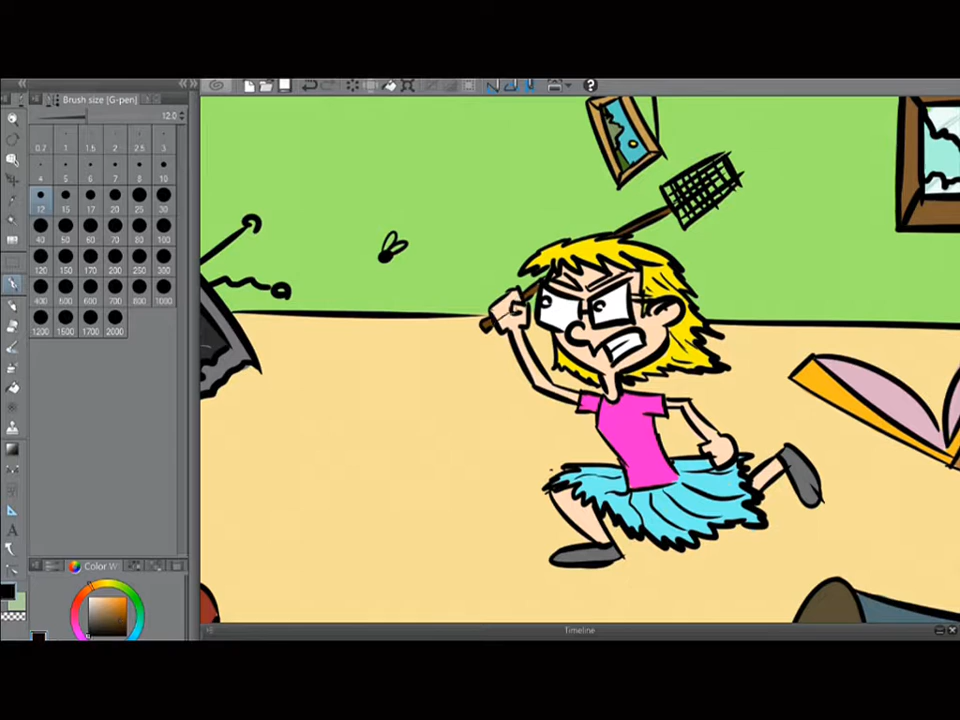 Brush size [G-pen]
12.0
0.7 1 1.5 2 2.5 3
4 5 6 7 8 10
12 15 17 20 25 30
40 50 60 70 80 100
120 150 170 200 250 300
400 500 600 700 800 1000
1200 1500 1700 2000
Color W
Timeline